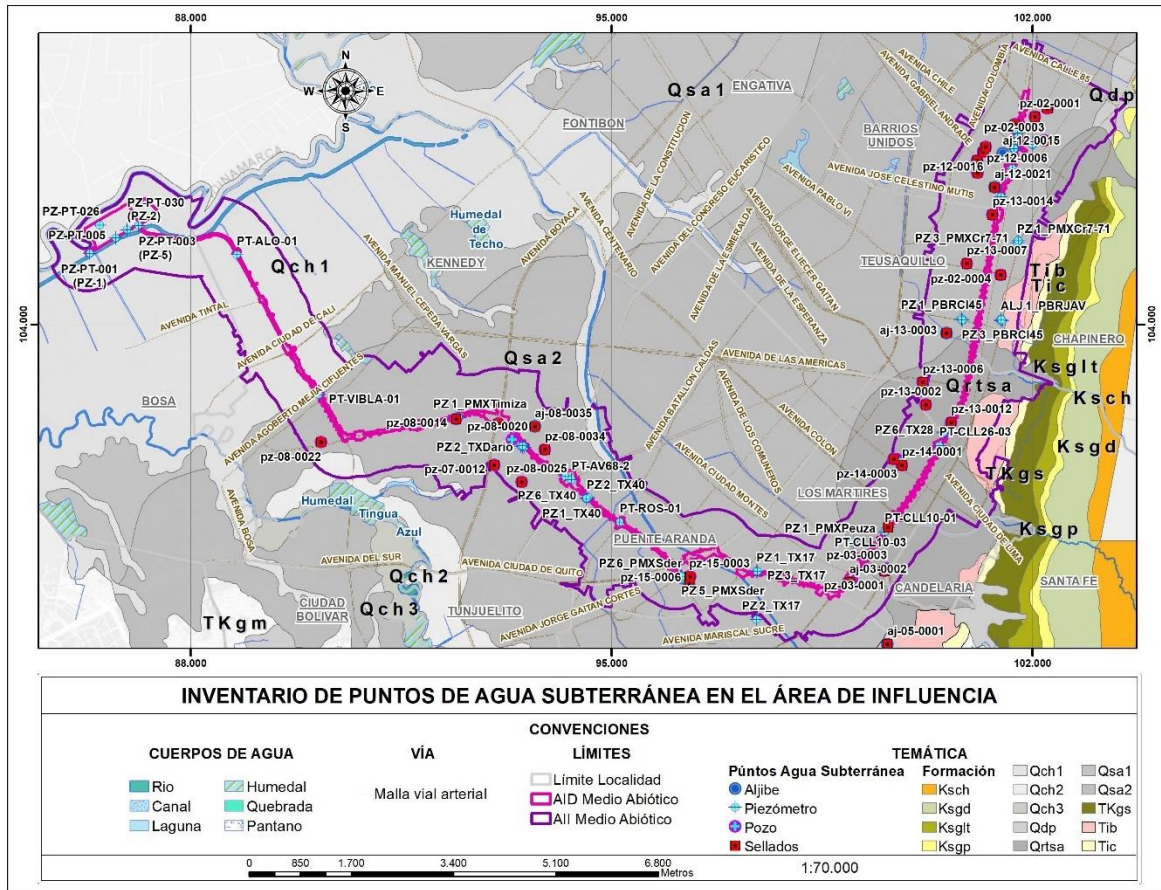 88.000 95.000 102.000
104.000
104.000
N
W E
S
Qsa1
ENGATIVA
FONTIBON
AVENIDA CHILE
AVENIDA GABRIEL ANDRADE
AVENIDA COLOMBIA
AVENIDA CALLE 85
Qdp
pz-02-0001
pz-02-0003
aj-12-0015
pz-12-0006
pz-12-0016
aj-12-0021
BARRIOS
UNIDOS
AVENIDA JOSE CELESTINO MUTIS
AVENIDA DE LA CONSTITUCION
AVENIDA DEL CONGRESO EUCARISTICO
AVENIDA PABLO VI
pz-13-0014
PZ-PT-026
PZ-PT-030
(PZ-2)
PZ-PT-005
PZ-PT-003
(PZ-5)
PZ-PT-001
(PZ-1)
PT-ALO-01
Qch1
Humedal
de
Techo
KENNEDY
AVENIDA BOYACA
AVENIDA CENTENARIO
AVENIDA LA ESMERALDA
AVENIDA JORGE ELIECER GAITAN
AVENIDA DE LA ESPERANZA
PZ3_PMXCr7-71
PZ1_PMXCr7-71
pz-13-0007
TEUSAQUILLO
pz-02-0004
Tib
Tic
AVENIDA TINTAL
AVENIDA CIUDAD DE CALI
AVENIDA MANUEL CEPEDA VARGAS
PZ1_PBRCl45
ALJ1_PBRJAV
aj-13-0003
PZ3_PBRCl45
CHAPINERO
Qsa2
AVENIDA DE LAS AMERICAS
AVENIDA AGOBERTO MEJIA CIFUENTES
pz-13-0006
Ksglt
Qrtsa
pz-13-0002
Ksch
BOSA
PT-VIBLA-01
AVENIDA BATALLON CALDAS
AVENIDA COLON
AVENIDA DE LOS COMUNEROS
pz-08-0014
PZ1_PMXTimiza
aj-08-0035
pz-08-0020
pz-08-0034
pz-13-0012
PZ6_TX28
PT-CLL26-03
Ksgd
pz-08-0022
PZ2_TXDario
pz-14-0001
pz-07-0012
pz-08-0025
PT-AV68-2
pz-14-0003
TKgs
AVENIDA CIUDAD MONTES
AVENIDA CIUDAD DE LIMA
Humedal
Tingua
Azul
PZ6_TX40
PZ2_TX40
PZ1_TX40
PT-ROS-01
LOS MARTIRES
AVENIDA BOSA
PUENTE ARANDA
PZ1_PMXPeuza
PT-CLL10-01
PT-CLL10-03
Ksgp
AVENIDA DEL SUR
AVENIDA CIUDAD DE QUITO
Qch2
PZ6_PMXSder
pz-15-0003
PZ1_TX17
pz-03-0003
pz-15-0006
PZ3_TX17
aj-03-0002
PZ5_PMXSder
pz-03-0001
SANTA FE
CANDELARIA
Qch3
CIUDAD
BOLIVAR
TUNJUELITO
AVENIDA JORGE GAITAN CORTES
PZ2_TX17
TKgm
AVENIDA MARISCAL SUCRE
aj-05-0001
88.000 95.000 102.000
INVENTARIO DE PUNTOS DE AGUA SUBTERRÁNEA EN EL ÁREA DE INFLUENCIA
CONVENCIONES
CUERPOS DE AGUA VÍA LÍMITES TEMÁTICA
Rio
Canal
Laguna
Humedal
Quebrada
Pantano
Malla vial arterial
Límite Localidad
AID Medio Abiótico
AII Medio Abiótico
Púntos Agua Subterránea
Aljibe
Piezómetro
Pozo
Sellados
Formación
Ksch
Ksgd
Ksglt
Ksgp
Qch1
Qch2
Qch3
Qdp
Qrtsa
Qsa1
Qsa2
TKgs
Tib
Tic
0 850 1.700 3.400 5.100 6.800
Metros
1:70.000